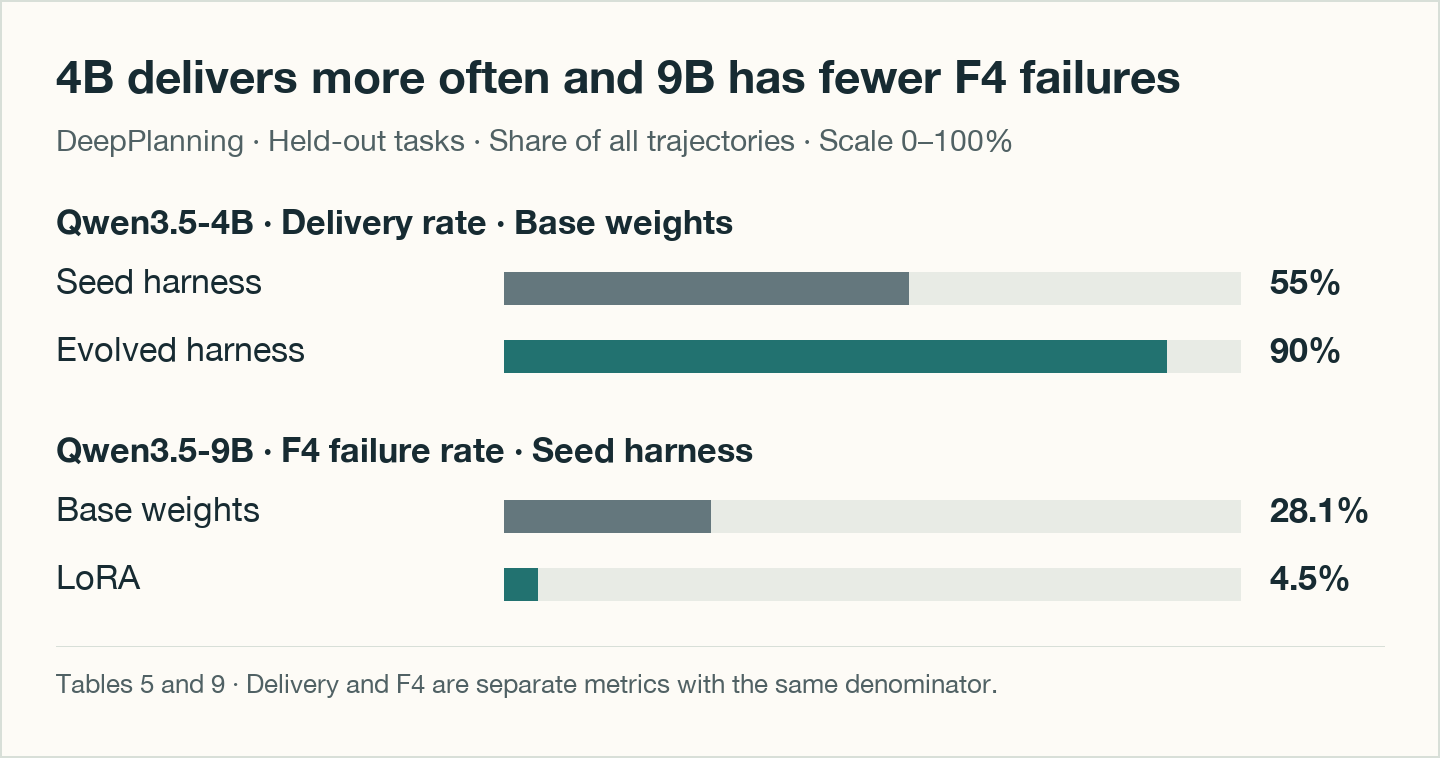 4B delivers more often and 9B has fewer F4 failures
DeepPlanning · Held-out tasks · Share of all trajectories · Scale 0–100%
Qwen3.5-4B · Delivery rate · Base weights
Seed harness 55%
Evolved harness 90%
Qwen3.5-9B · F4 failure rate · Seed harness
Base weights 28.1%
LoRA 4.5%
Tables 5 and 9 · Delivery and F4 are separate metrics with the same denominator.